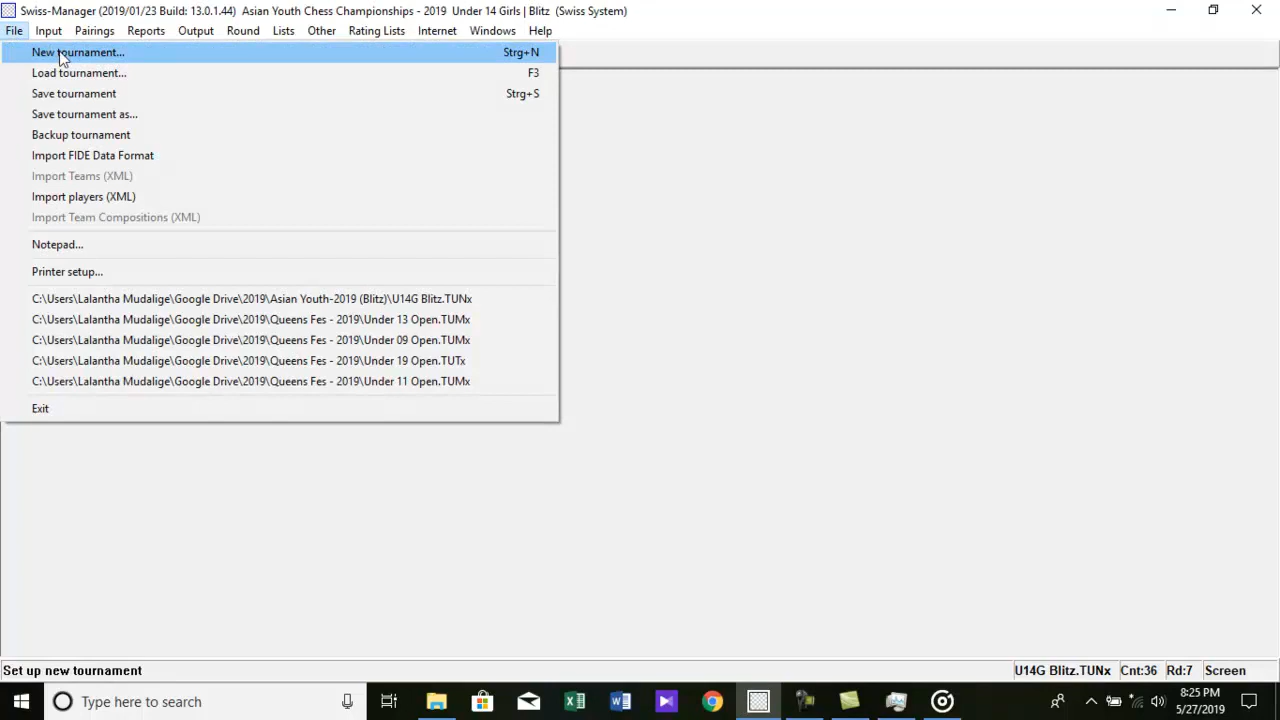 Swiss-Manager (2019/01/23 Build: 13.0.1.44) Asian Youth Chess Championships - 2019 Under 14 Girls | Blitz (Swiss System)
File Input Pairings Reports Output Round Lists Other Rating Lists Internet Windows Help
New tournament... Strg+N
Load tournament... F3
Save tournament Strg+S
Save tournament as...
Backup tournament
Import FIDE Data Format
Import Teams (XML)
Import players (XML)
Import Team Compositions (XML)
Notepad...
Printer setup...
C:\Users\Lalantha Mudalige\Google Drive\2019\Asian Youth-2019 (Blitz)\U14G Blitz.TUNx
C:\Users\Lalantha Mudalige\Google Drive\2019\Queens Fes - 2019\Under 13 Open.TUMx
C:\Users\Lalantha Mudalige\Google Drive\2019\Queens Fes - 2019\Under 09 Open.TUMx
C:\Users\Lalantha Mudalige\Google Drive\2019\Queens Fes - 2019\Under 19 Open.TUTx
C:\Users\Lalantha Mudalige\Google Drive\2019\Queens Fes - 2019\Under 11 Open.TUMx
Exit
Set up new tournament U14G Blitz.TUNx Cnt:36 Rd:7 Screen
Type here to search 8:25 PM
5/27/2019